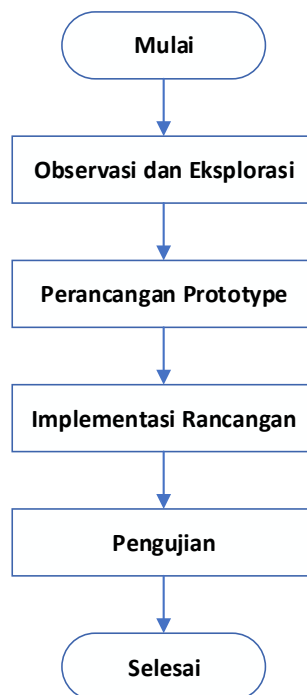 Mulai
Observasi dan Eksplorasi
Perancangan Prototype
Implementasi Rancangan
Pengujian
Selesai